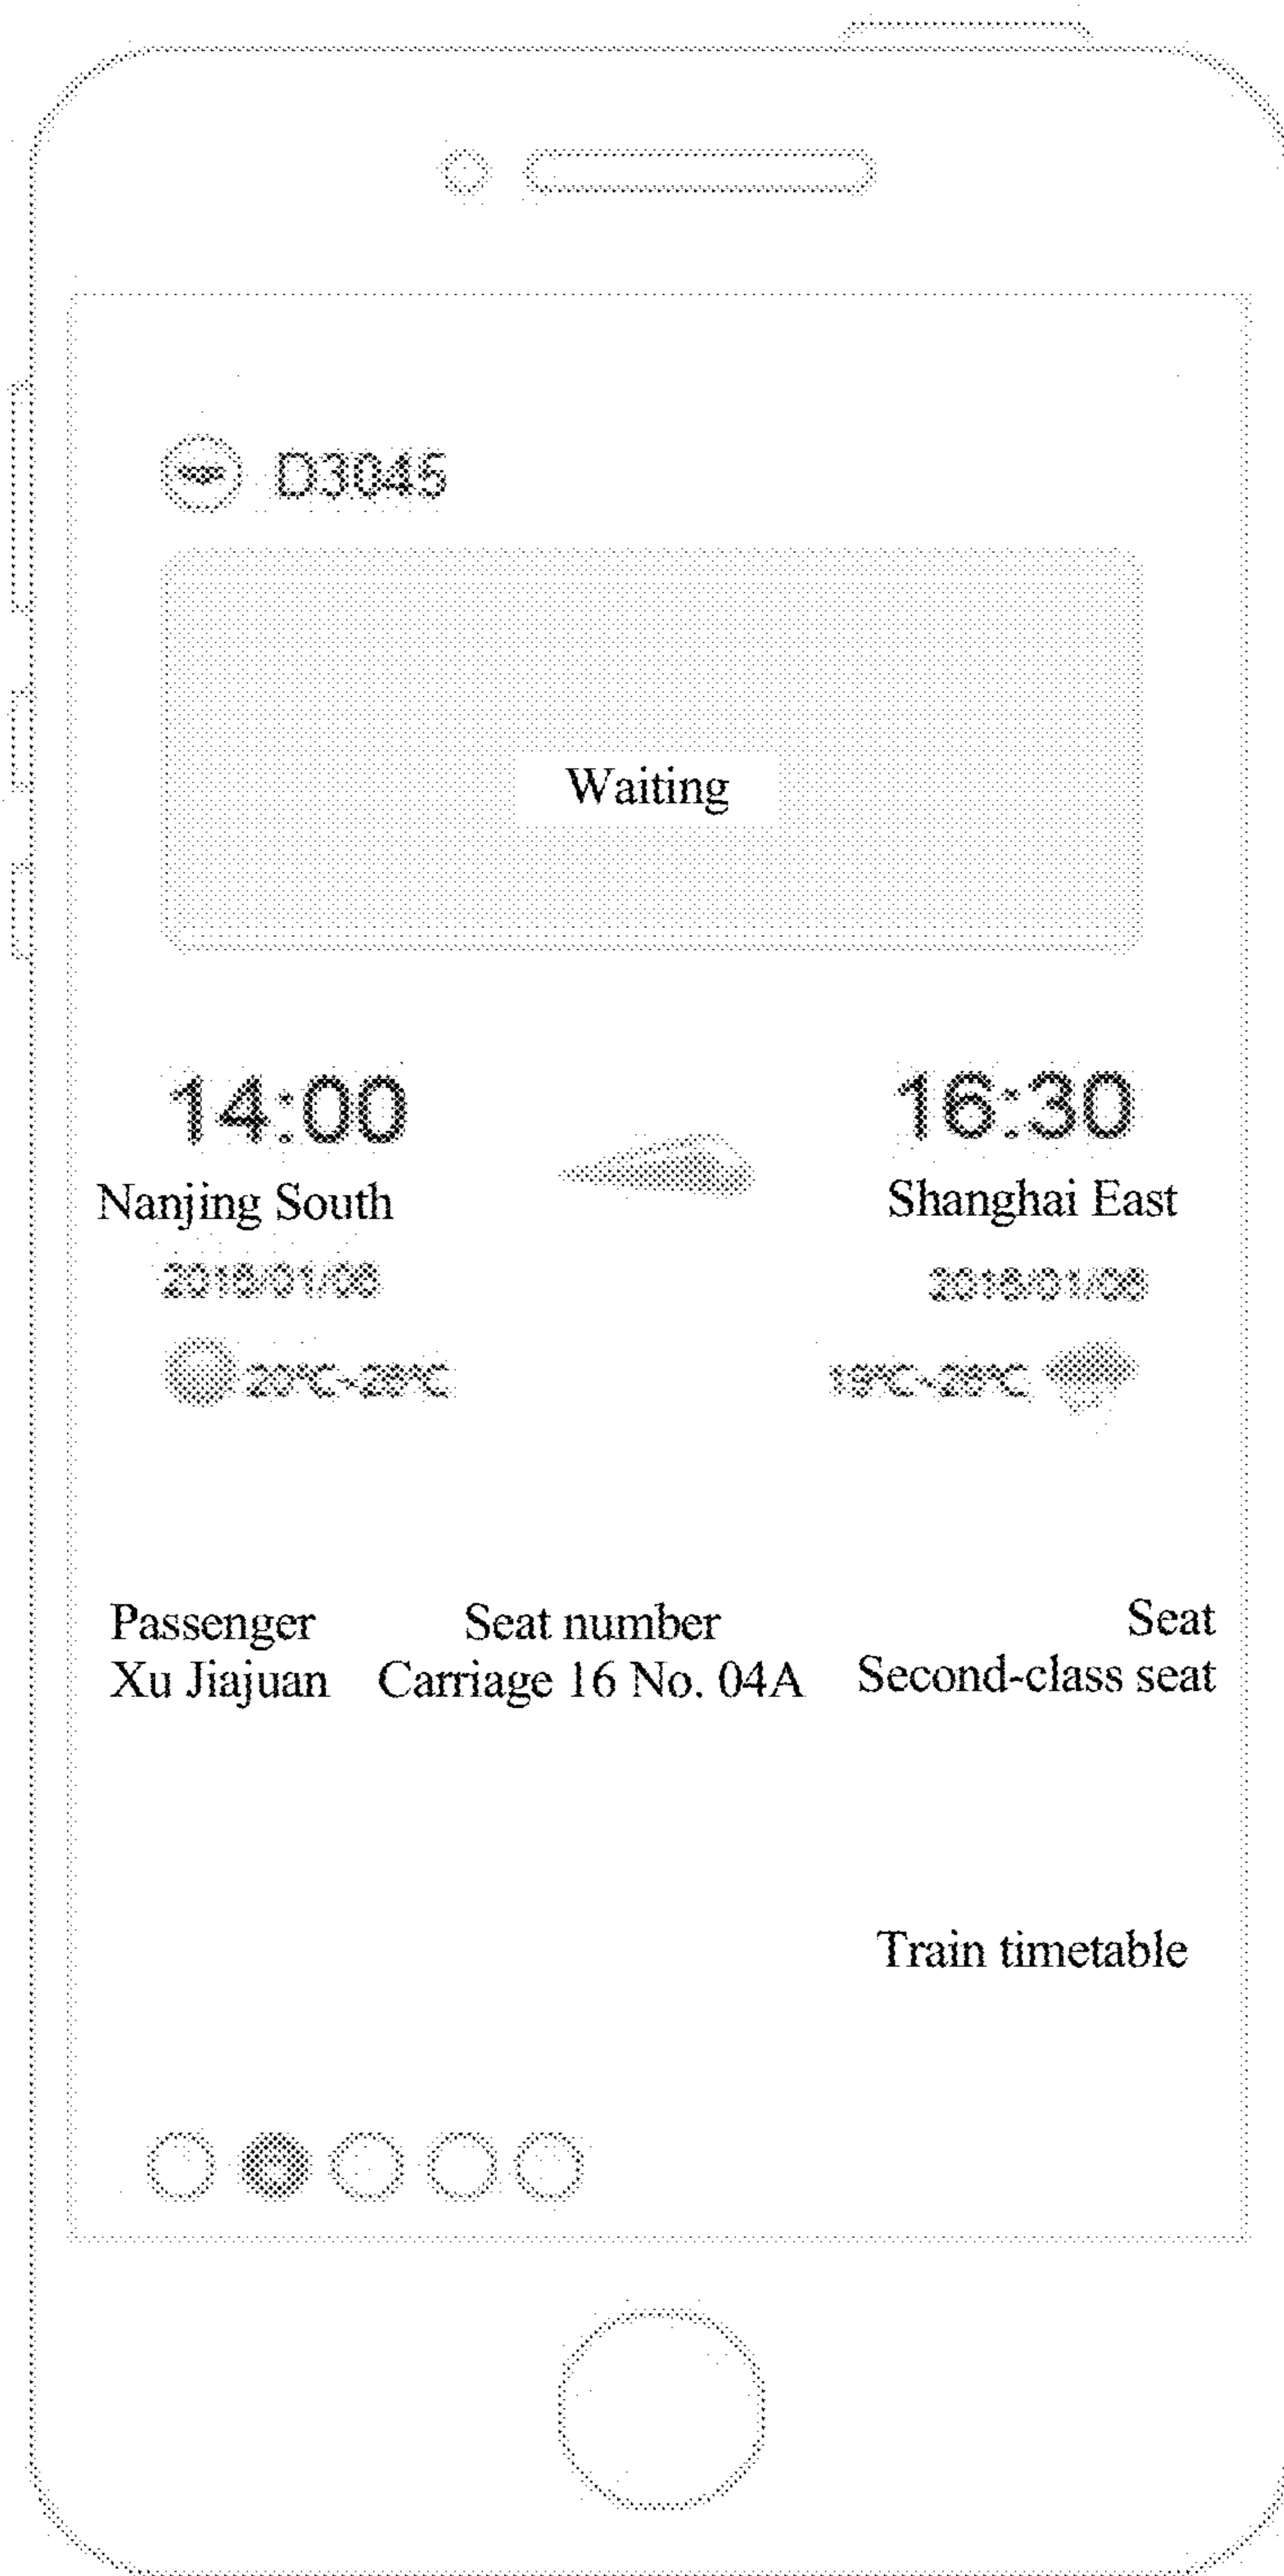 D3045
Waiting
14:00
16:30
Nanjing South
Shanghai East
Passenger
Seat number
Seat
Xu Jiajuan
Carriage 16 No. 04A
Second-class seat
Train timetable